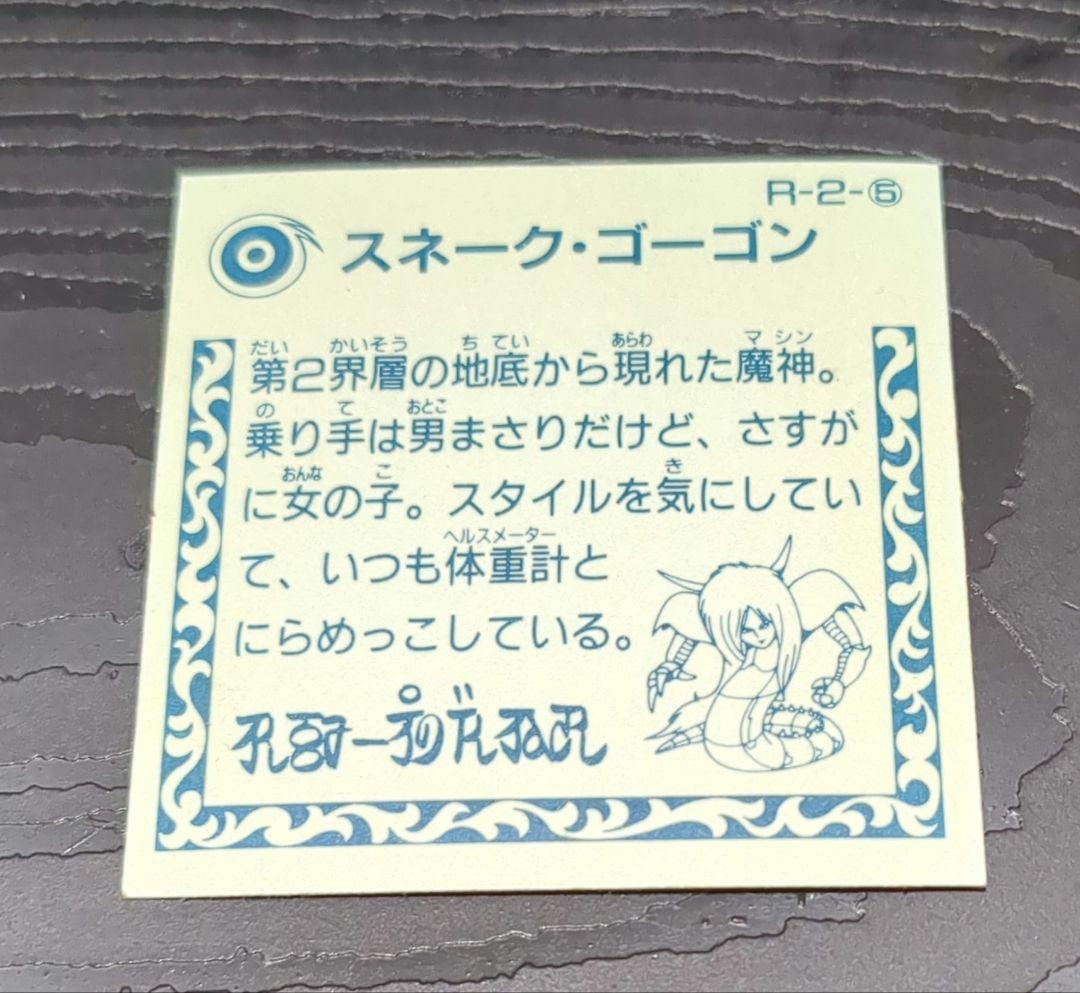 R-2-⑤
スネーク・ゴーゴン
だい かいそう ち てい あらわ マシン
第2界層の地底から現れた魔神。
の て おとこ
乗り手は男まさりだけど、さすが
おんな こ き
に女の子。スタイルを気にしてい
ヘルスメーター
て、いつも体重計と
にらめっこしている。